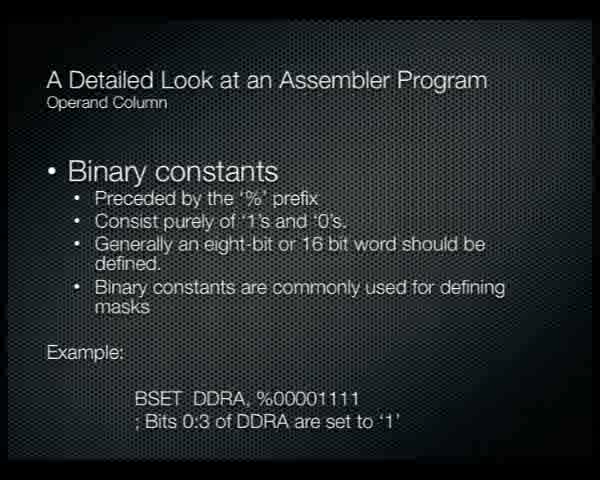 A Detailed Look at an Assembler Program
Operand Column
• Binary constants
• Preceded by the ‘%’ prefix
• Consist purely of ‘1’s and ‘0’s.
• Generally an eight-bit or 16 bit word should be
defined.
• Binary constants are commonly used for defining
masks
Example:
BSET DDRA, %00001111
; Bits 0:3 of DDRA are set to ‘1’